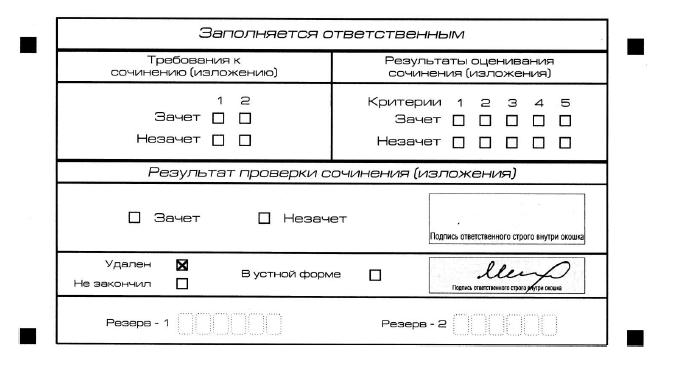 Заполняется ответственным
Требования к
сочинению (изложению)
Результаты оценивания
сочинения (изложения)
1 2
Зачет
Незачет
Критерии 1 2 3 4 5
Зачет
Незачет
Результат проверки сочинения (изложения)
Зачет Незачет
Подпись ответственного строго внутри окошка
Удален
Не закончил
В устной форме
Подпись ответственного строго внутри окошка
Резерв - 1
Резерв - 2